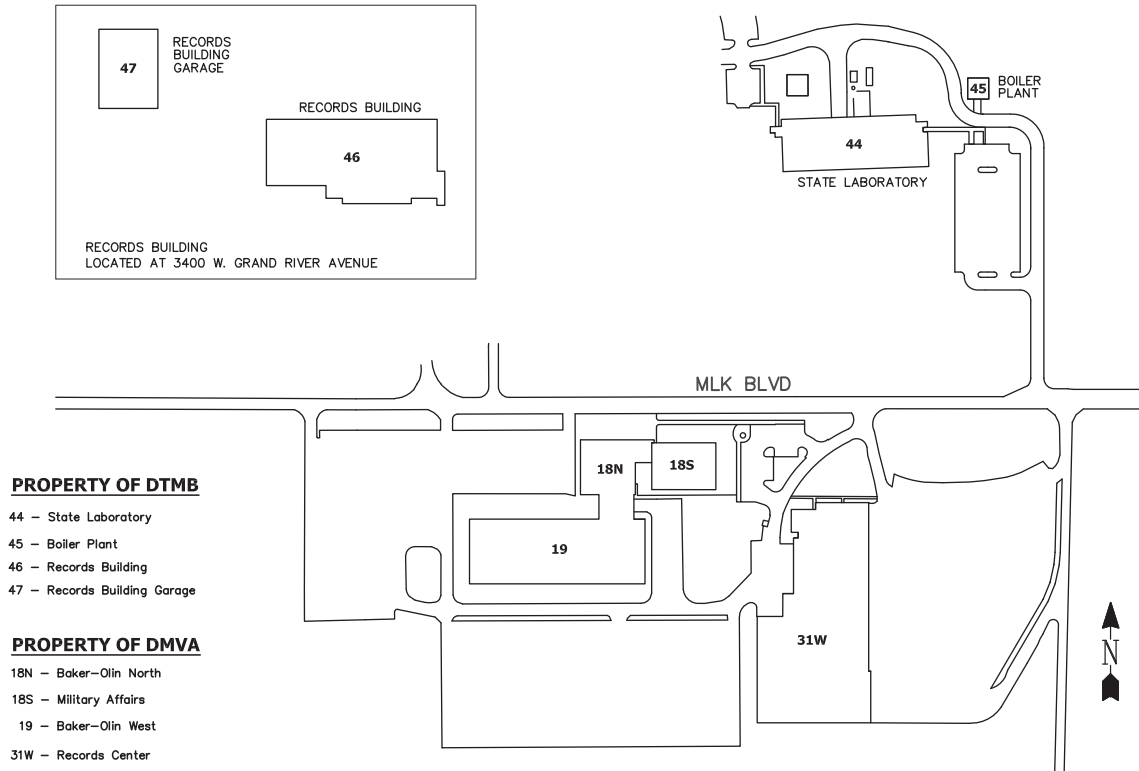 47
RECORDS
BUILDING
GARAGE
RECORDS BUILDING
46
RECORDS BUILDING
LOCATED AT 3400 W. GRAND RIVER AVENUE
45
BOILER
PLANT
44
STATE LABORATORY
MLK BLVD
18N
18S
19
31W
N
PROPERTY OF DTMB
44 – State Laboratory
45 – Boiler Plant
46 – Records Building
47 – Records Building Garage
PROPERTY OF DMVA
18N – Baker–Olin North
18S – Military Affairs
19 – Baker–Olin West
31W – Records Center